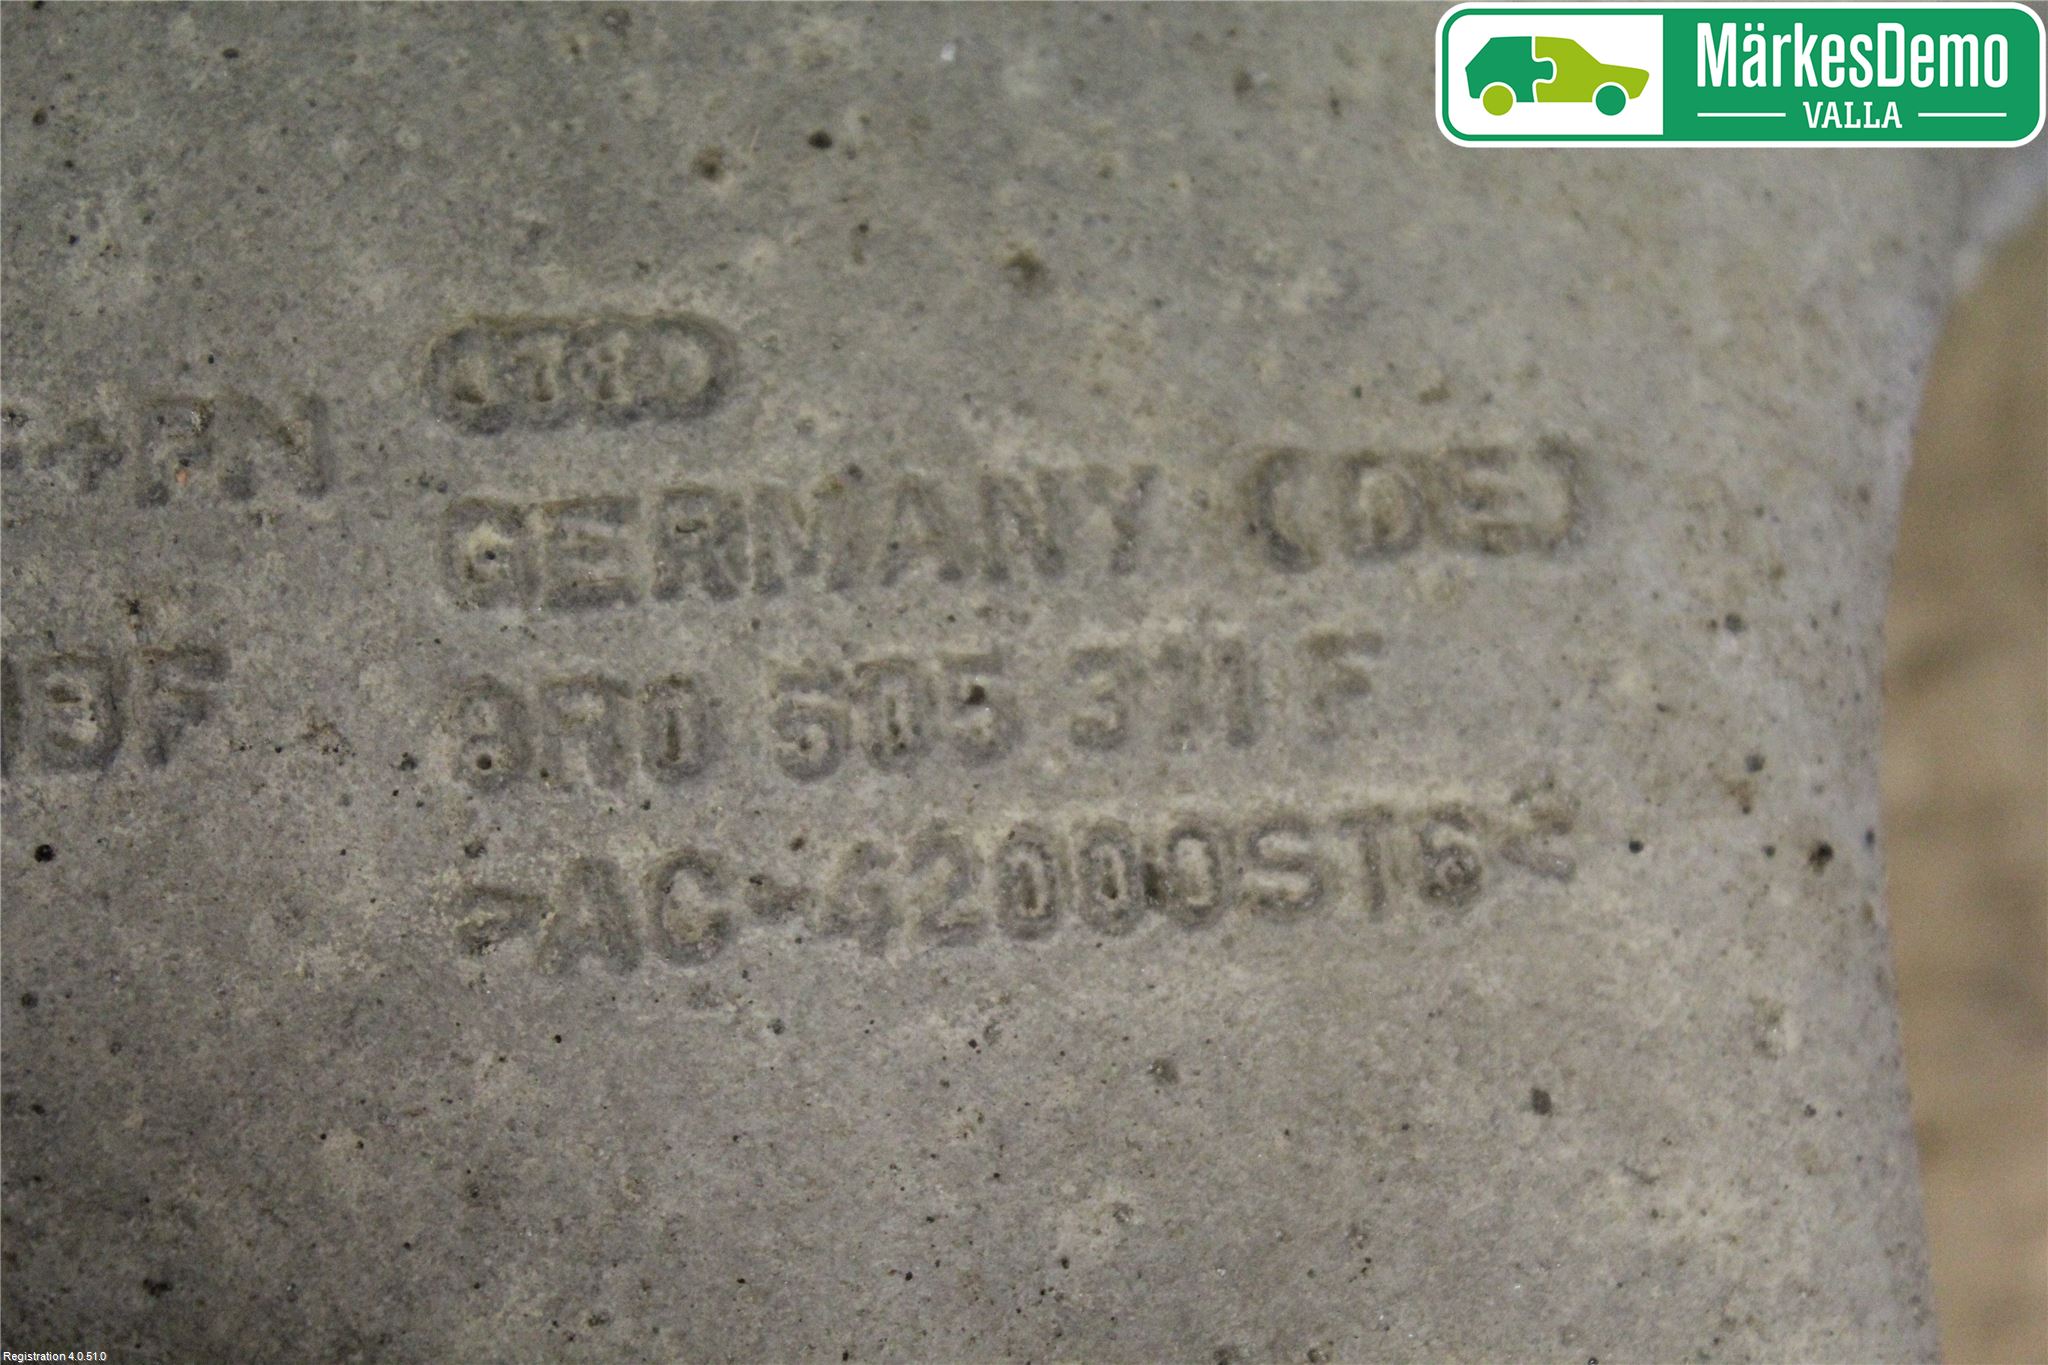 MärkesDemo
VALLA
GERMANY (DE)
8R0 505 311 F
>AC-42000ST6<
Registration 4.0.51.0